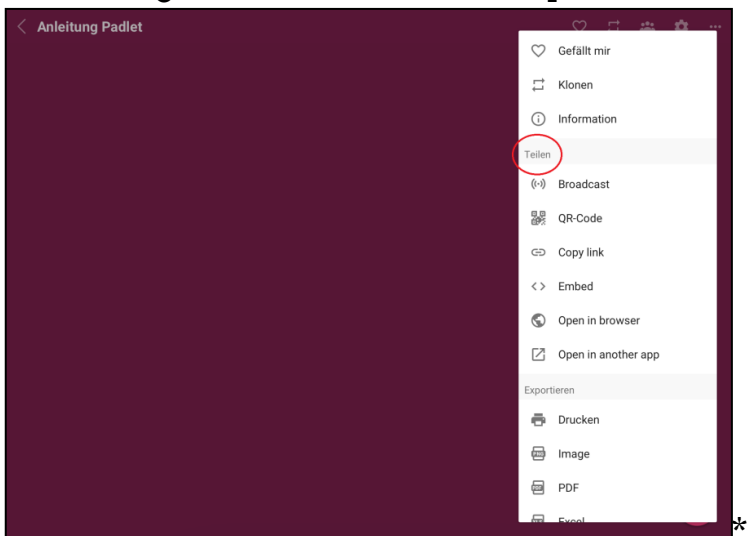 Anleitung Padlet
Gefällt mir
Klonen
Information
Teilen
Broadcast
QR-Code
Copy link
Embed
Open in browser
Open in another app
Exportieren
Drucken
Image
PDF
Excel
*